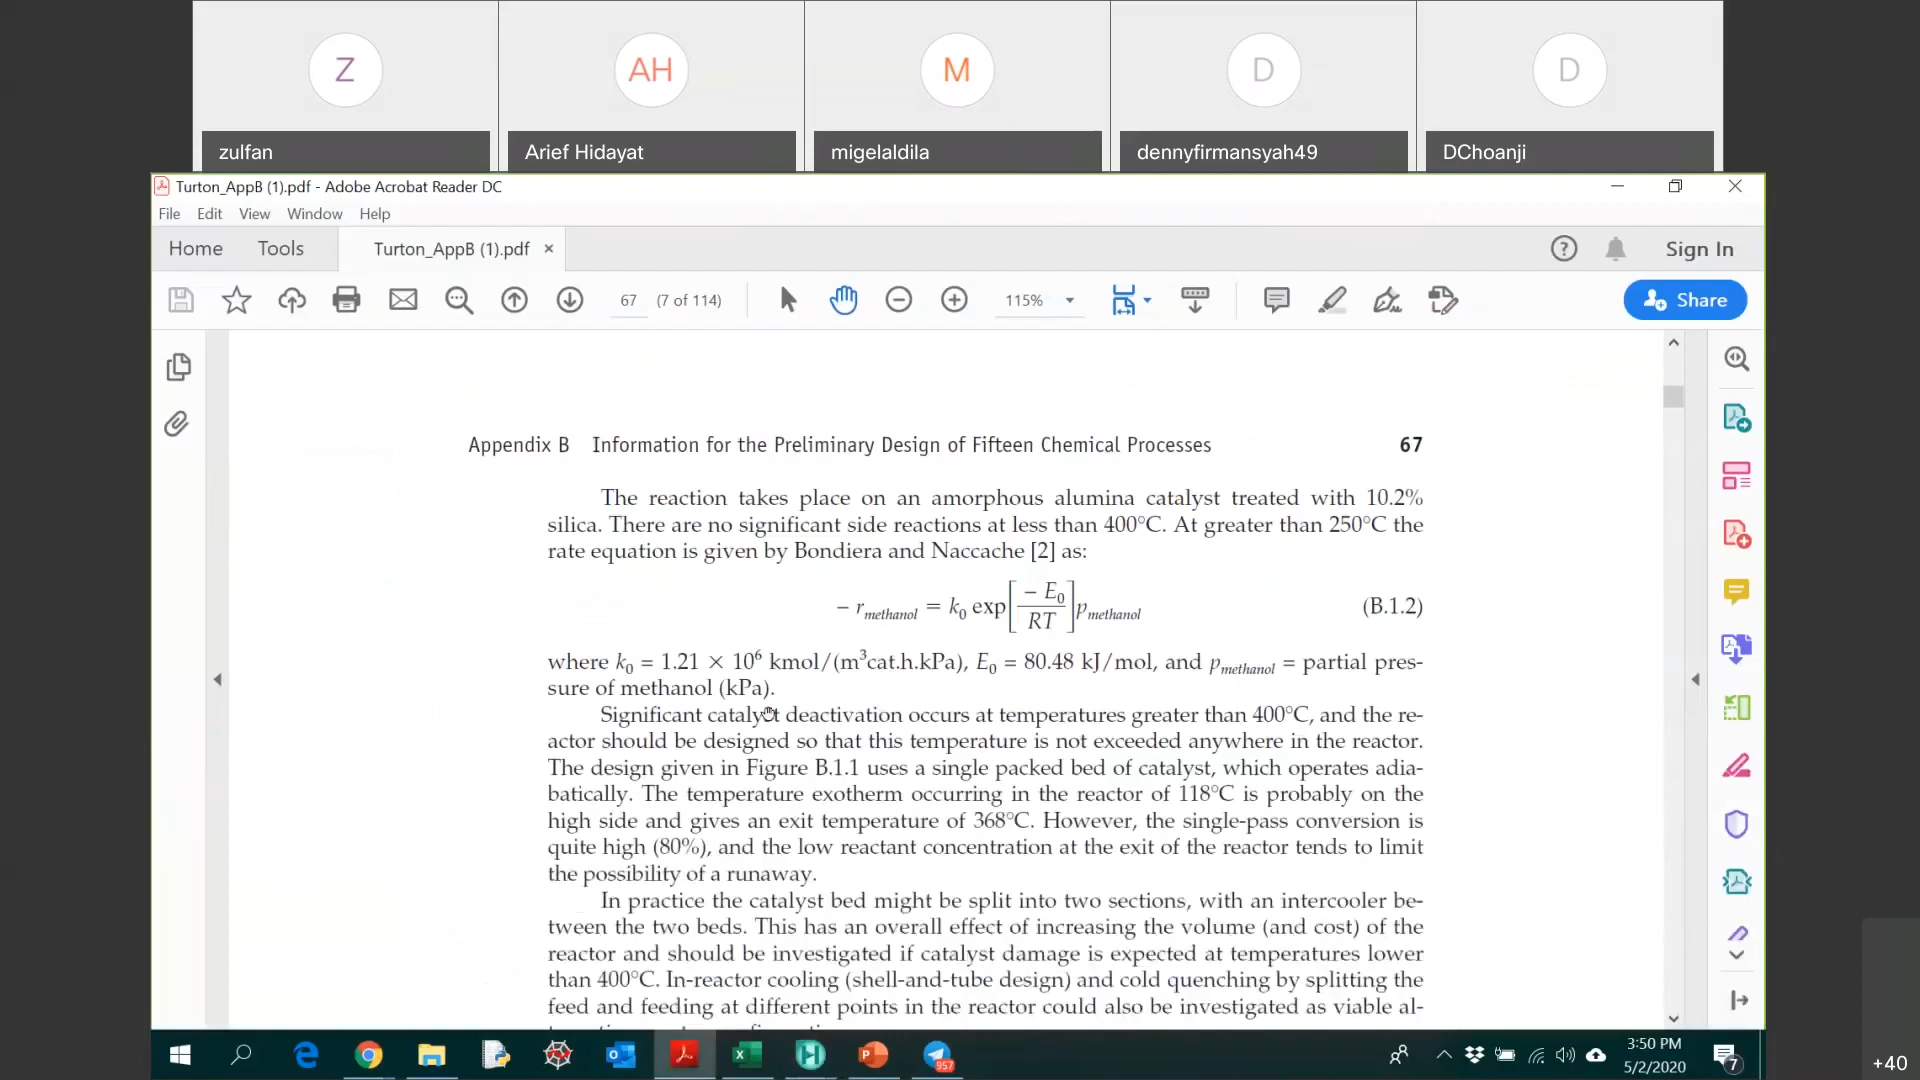 Z
AH
M
D
D
zulfan
Arief Hidayat
migelaldila
dennyfirmansyah49
DChoanji
Turton_AppB (1).pdf - Adobe Acrobat Reader DC
File Edit View Window Help
Home Tools Turton_AppB (1).pdf × Sign In
67 (7 of 114) 115% Share
Appendix B Information for the Preliminary Design of Fifteen Chemical Processes 67
The reaction takes place on an amorphous alumina catalyst treated with 10.2%
silica. There are no significant side reactions at less than 400°C. At greater than 250°C the
rate equation is given by Bondiera and Naccache [2] as:
− r_methanol = k₀ exp[− E₀ / RT] p_methanol (B.1.2)
where k₀ = 1.21 × 10⁶ kmol/(m³cat.h.kPa), E₀ = 80.48 kJ/mol, and p_methanol = partial pres-
sure of methanol (kPa).
Significant catalyst deactivation occurs at temperatures greater than 400°C, and the re-
actor should be designed so that this temperature is not exceeded anywhere in the reactor.
The design given in Figure B.1.1 uses a single packed bed of catalyst, which operates adia-
batically. The temperature exotherm occurring in the reactor of 118°C is probably on the
high side and gives an exit temperature of 368°C. However, the single-pass conversion is
quite high (80%), and the low reactant concentration at the exit of the reactor tends to limit
the possibility of a runaway.
In practice the catalyst bed might be split into two sections, with an intercooler be-
tween the two beds. This has an overall effect of increasing the volume (and cost) of the
reactor and should be investigated if catalyst damage is expected at temperatures lower
than 400°C. In-reactor cooling (shell-and-tube design) and cold quenching by splitting the
feed and feeding at different points in the reactor could also be investigated as viable al-
957
3:50 PM
5/2/2020
7
+40